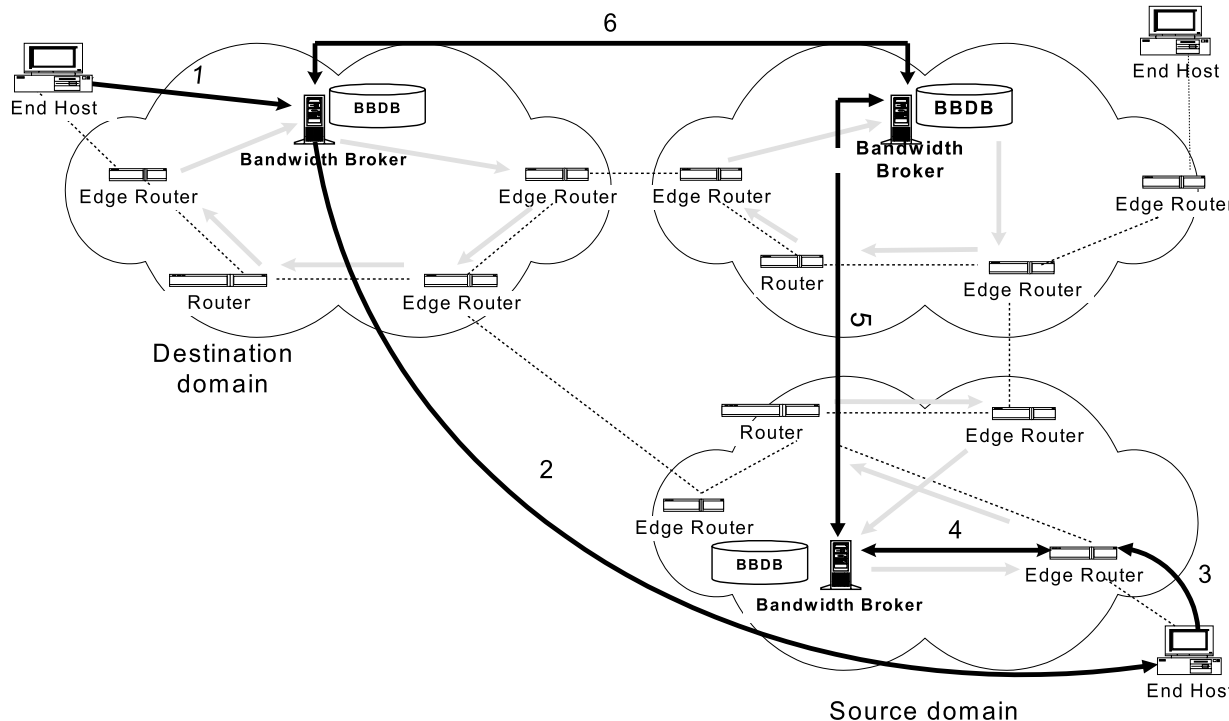 6
End Host
1
BBDB
Bandwidth Broker
Edge Router
Edge Router
Router
Edge Router
Destination
domain
End Host
BBDB
Bandwidth
Broker
Edge Router
Edge Router
Router
Edge Router
5
2
Router
Edge Router
Edge Router
4
BBDB
Bandwidth Broker
Edge Router
3
End Host
Source domain